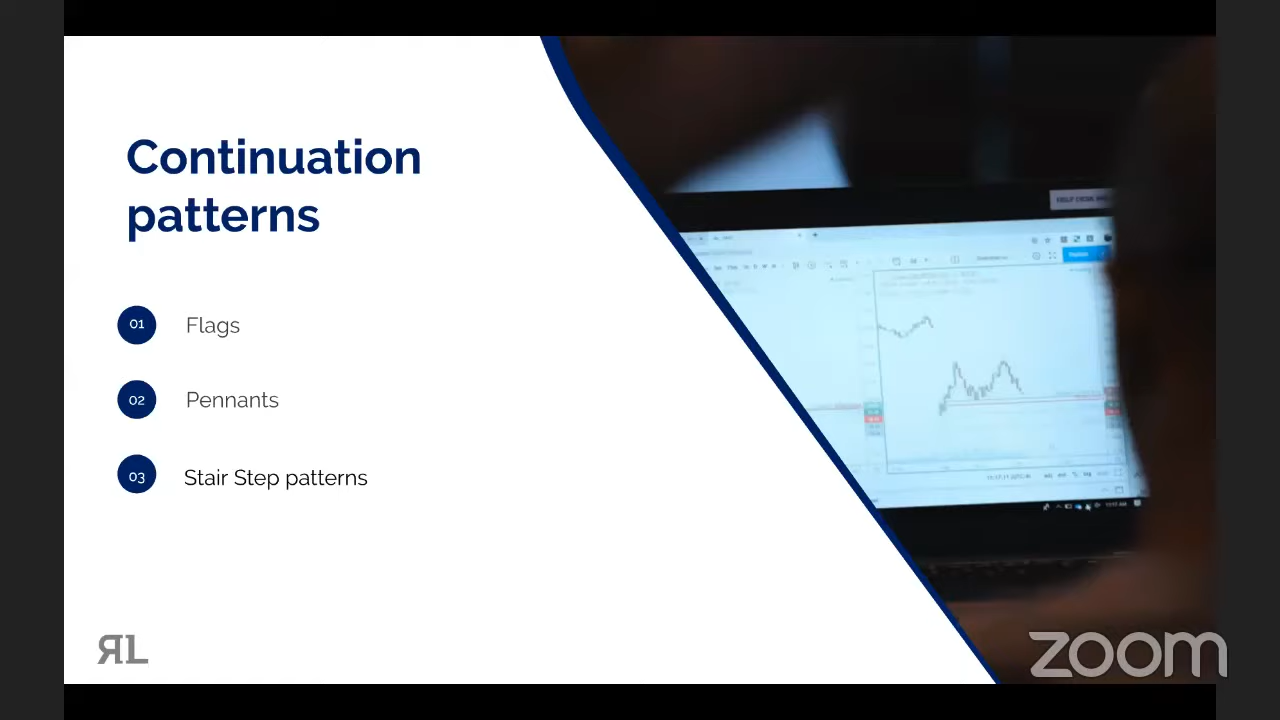 Continuation
patterns
01
Flags
02
Pennants
03
Stair Step patterns
RL
zoom